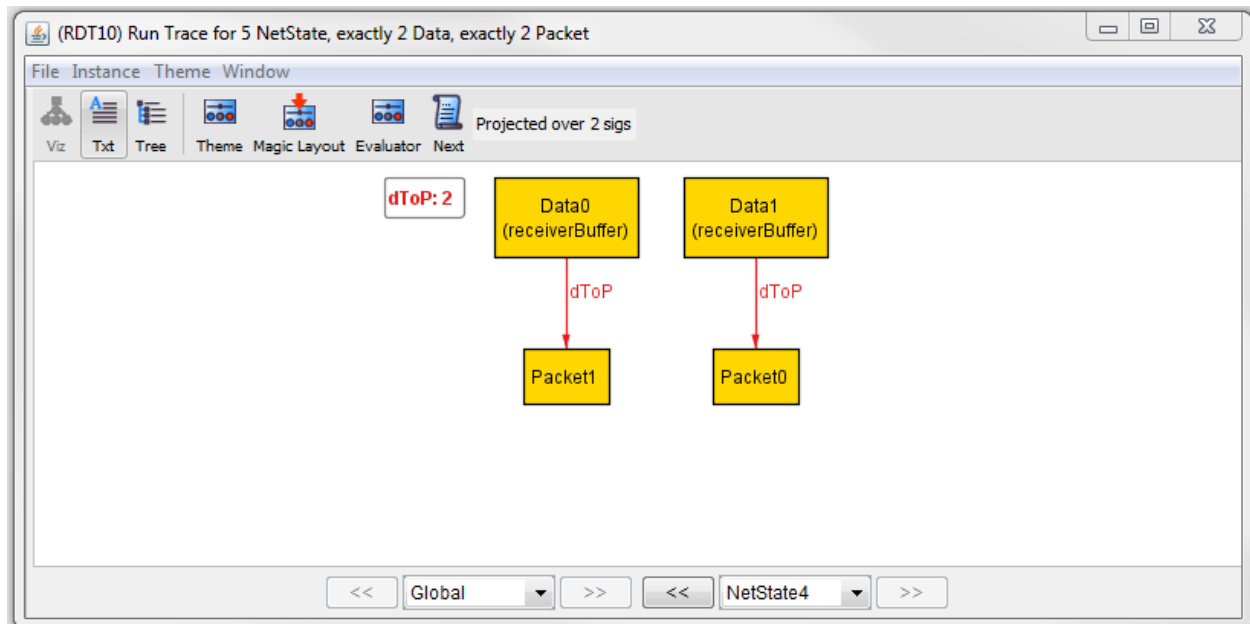 (RDT10) Run Trace for 5 NetState, exactly 2 Data, exactly 2 Packet
File Instance Theme Window
Viz Txt Tree Theme Magic Layout Evaluator Next Projected over 2 sigs
dToP: 2
Data0
(receiverBuffer)
Data1
(receiverBuffer)
dToP
dToP
Packet1
Packet0
<< Global >> << NetState4 >>